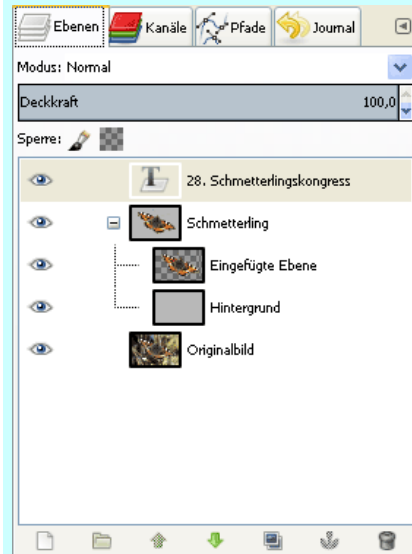 Ebenen Kanäle Pfade Journal
Modus: Normal
Deckkraft 100,0
Sperre:
28. Schmetterlingskongress
Schmetterling
Eingefügte Ebene
Hintergrund
Originalbild